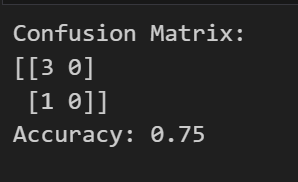 Confusion Matrix:
[[3 0]
 [1 0]]
Accuracy: 0.75